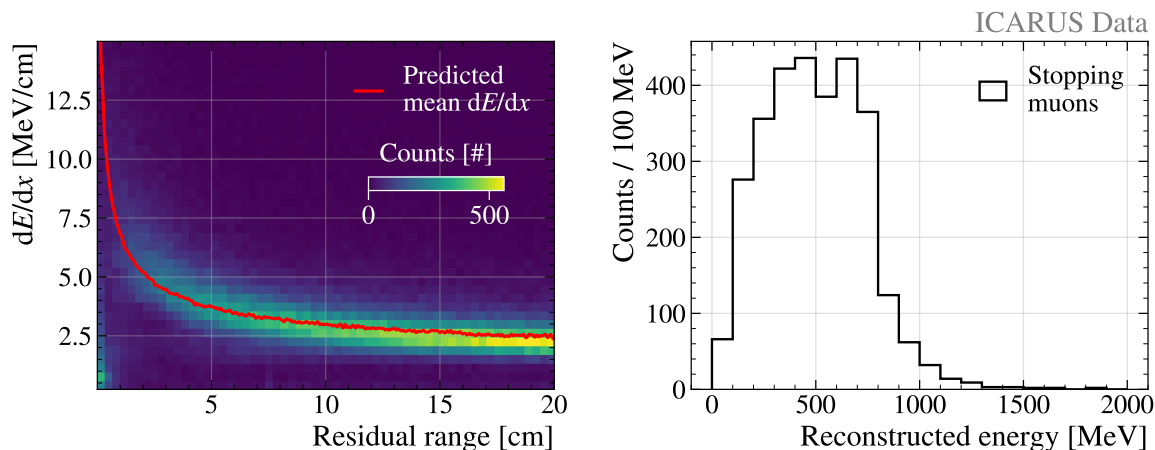 ICARUS Data
dE/dx [MeV/cm]
12.5
10.0
7.5
5.0
2.5
Predicted
mean dE/dx
Counts [#]
0
500
5
10
15
20
Residual range [cm]
Counts / 100 MeV
400
300
200
100
0
Stopping
muons
0
500
1000
1500
2000
Reconstructed energy [MeV]